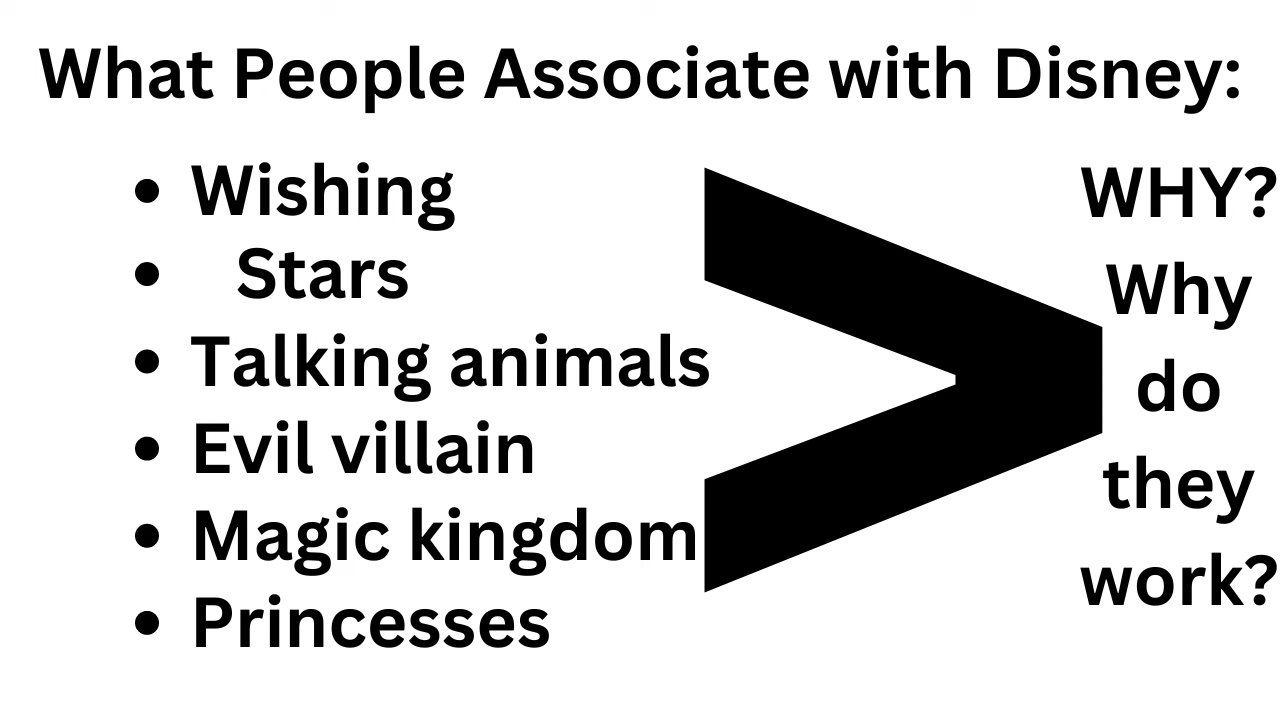 What People Associate with Disney:
• Wishing
• Stars
• Talking animals
• Evil villain
• Magic kingdom
• Princesses
>
WHY?
Why
do
they
work?